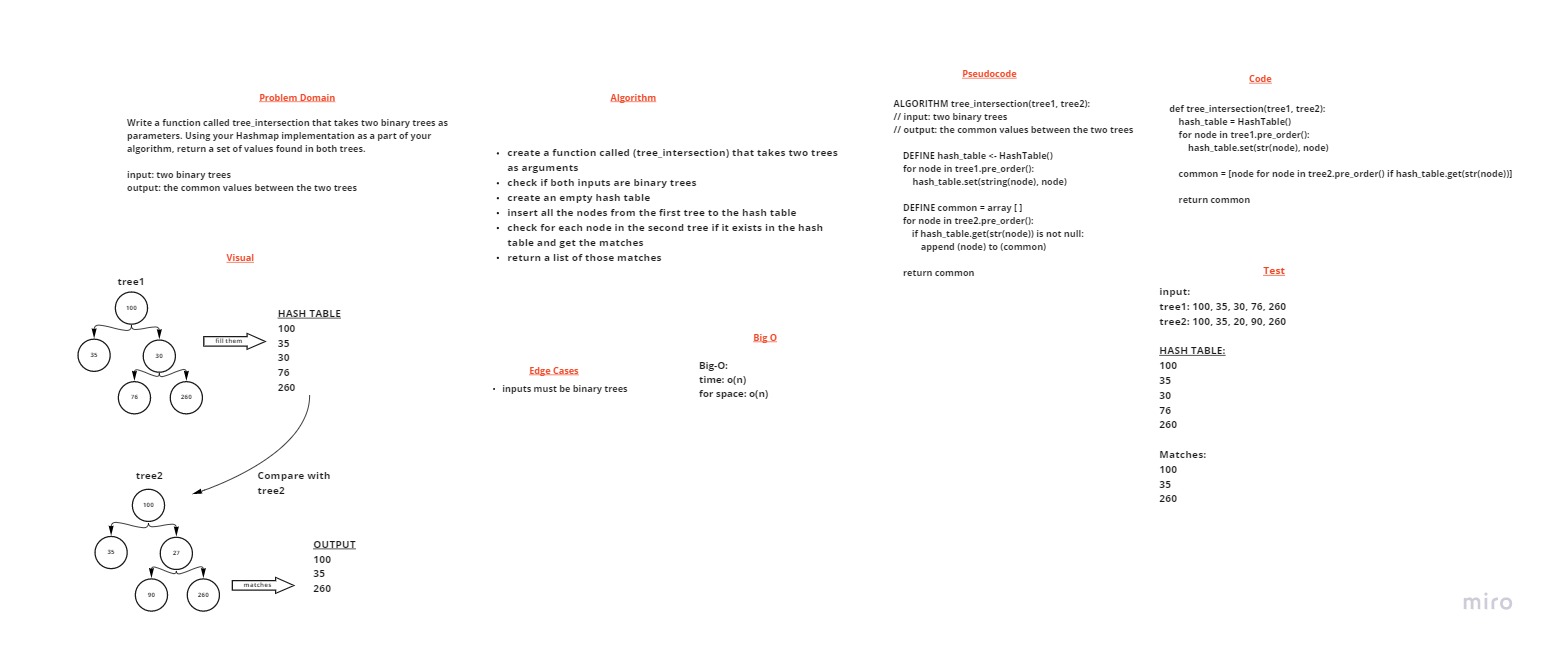 Problem Domain
Write a function called tree_intersection that takes two binary trees as
parameters. Using your Hashmap implementation as a part of your
algorithm, return a set of values found in both trees.
input: two binary trees
output: the common values between the two trees
Visual
tree1
100
35
30
76
260
fill them
HASH TABLE
100
35
30
76
260
Compare with
tree2
tree2
100
35
27
90
260
matches
OUTPUT
100
35
260
Algorithm
• create a function called (tree_intersection) that takes two trees
as arguments
• check if both inputs are binary trees
• create an empty hash table
• insert all the nodes from the first tree to the hash table
• check for each node in the second tree if it exists in the hash
table and get the matches
• return a list of those matches
Edge Cases
• inputs must be binary trees
Big O
Big-O:
time: o(n)
for space: o(n)
Pseudocode
ALGORITHM tree_intersection(tree1, tree2):
// input: two binary trees
// output: the common values between the two trees
DEFINE hash_table <- HashTable()
for node in tree1.pre_order():
hash_table.set(string(node), node)
DEFINE common = array [ ]
for node in tree2.pre_order():
if hash_table.get(str(node)) is not null:
append (node) to (common)
return common
Code
def tree_intersection(tree1, tree2):
hash_table = HashTable()
for node in tree1.pre_order():
hash_table.set(str(node), node)
common = [node for node in tree2.pre_order() if hash_table.get(str(node))]
return common
Test
input:
tree1: 100, 35, 30, 76, 260
tree2: 100, 35, 20, 90, 260
HASH TABLE:
100
35
30
76
260
Matches:
100
35
260
miro